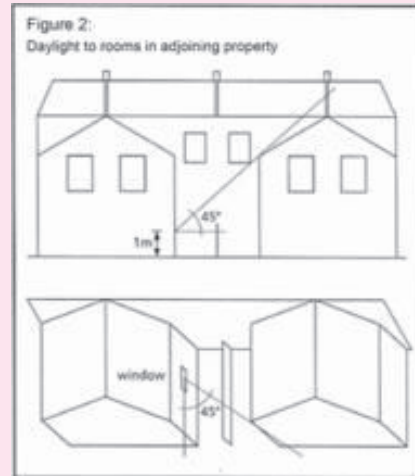 Figure 2:
Daylight to rooms in adjoining property
45°
1m
window
45°